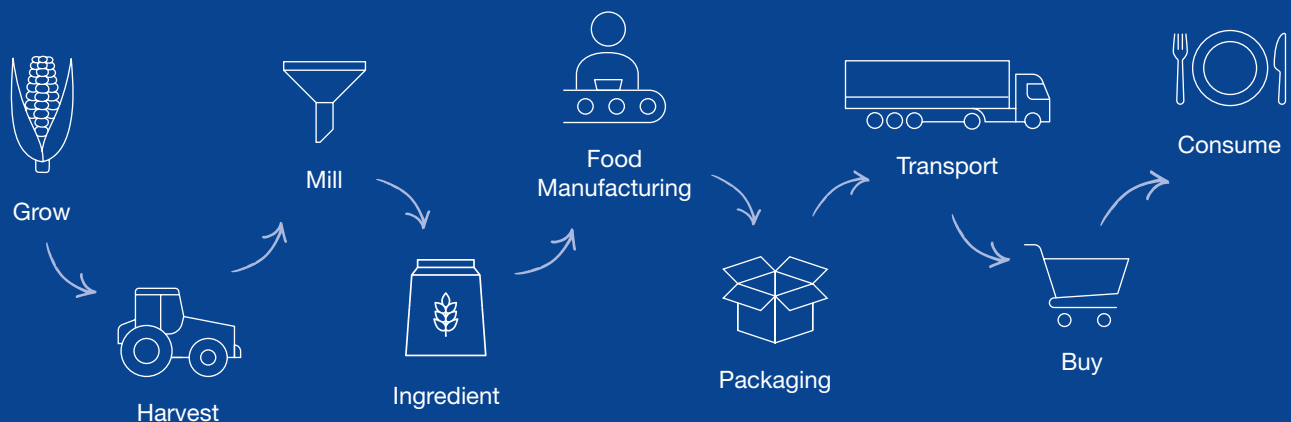 Grow
Harvest
Mill
Ingredient
Food
Manufacturing
Packaging
Transport
Buy
Consume